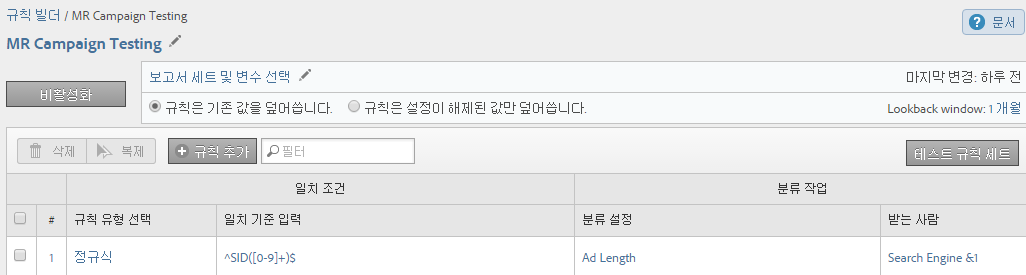 규칙 빌더 / MR Campaign Testing
문서
MR Campaign Testing
비활성화
보고서 세트 및 변수 선택
마지막 변경: 하루 전
규칙은 기존 값을 덮어씁니다. 규칙은 설정이 해제된 값만 덮어씁니다.
Lookback window: 1 개월
삭제 복제 규칙 추가 필터 테스트 규칙 세트
일치 조건 분류 작업
# 규칙 유형 선택 일치 기준 입력 분류 설정 받는 사람
1 정규식 ^SID([0-9]+)$ Ad Length Search Engine &1